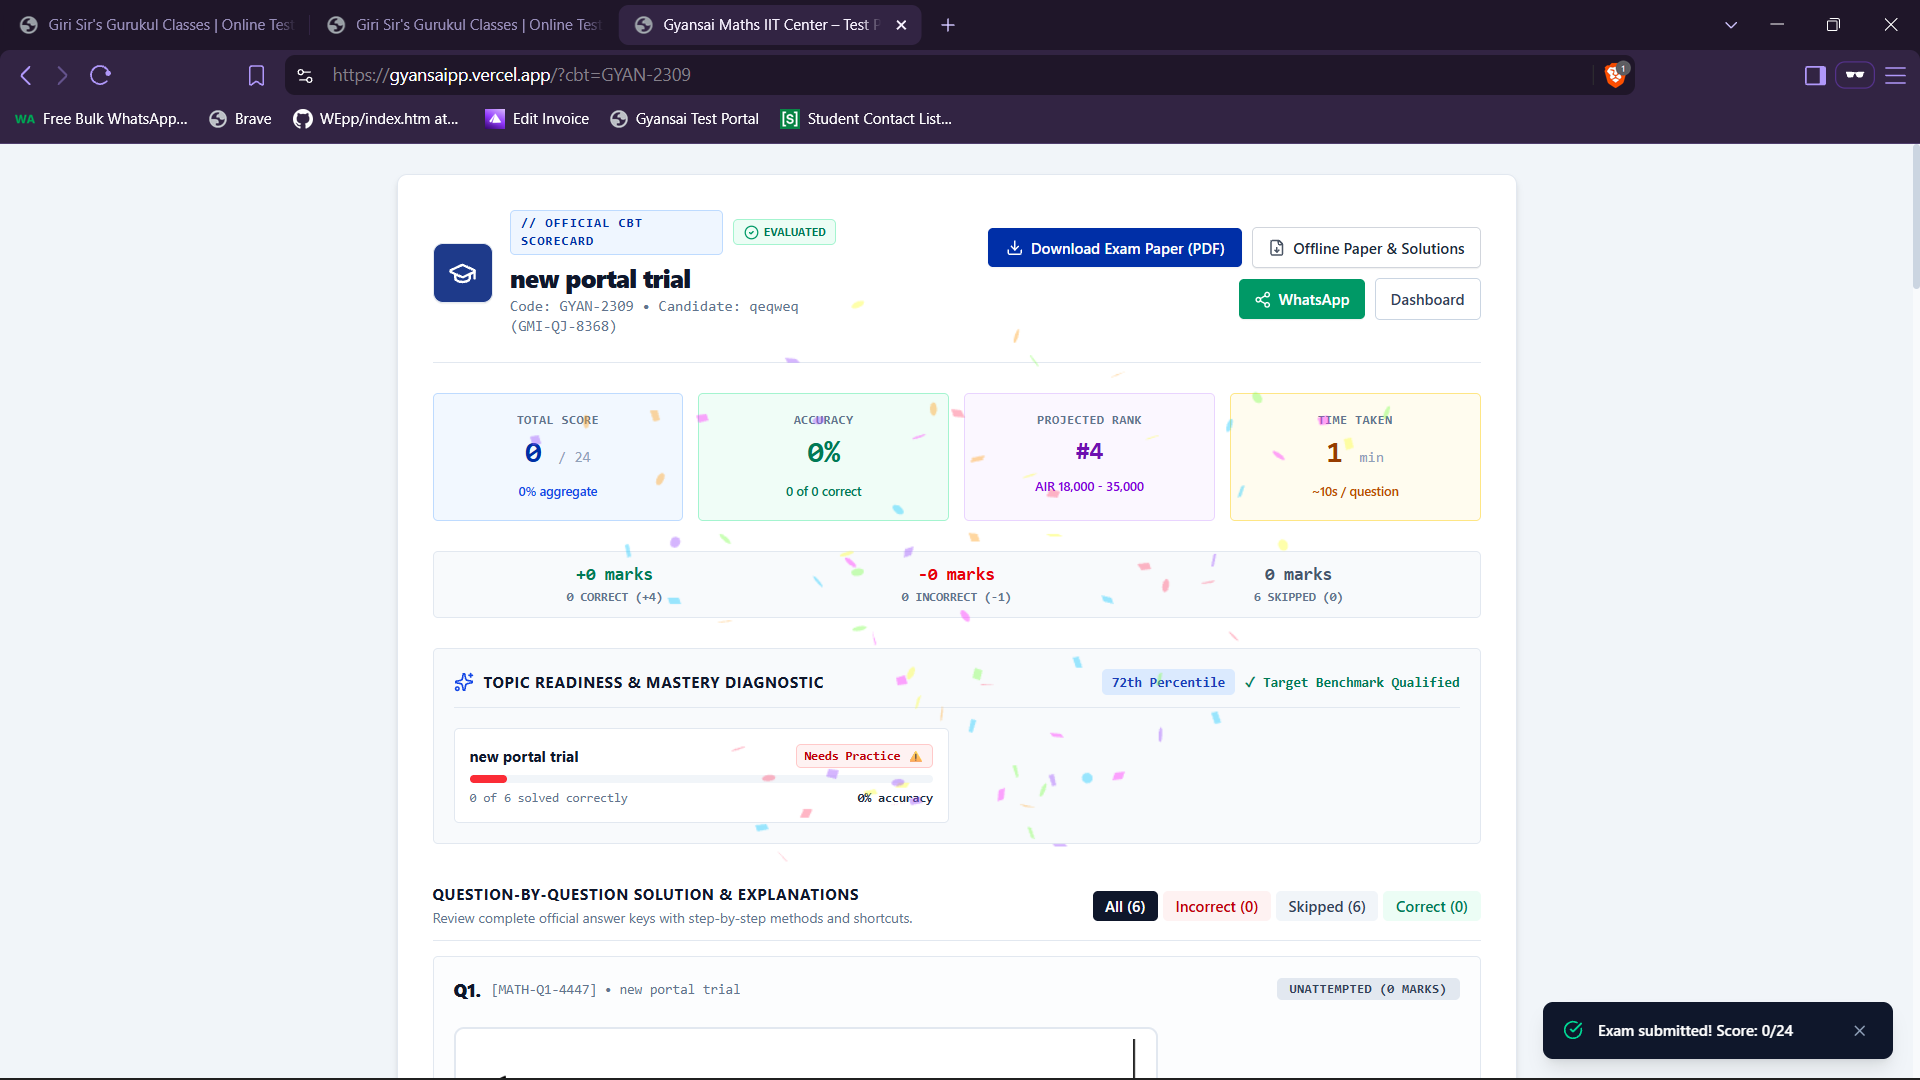 Giri Sir's Gurukul Classes | Online Test
Giri Sir's Gurukul Classes | Online Test
Gyansai Maths IIT Center – Test P
https://gyansaipp.vercel.app/?cbt=GYAN-2309
1
WA Free Bulk WhatsApp...
Brave
WEpp/index.htm at...
Edit Invoice
Gyansai Test Portal
[S] Student Contact List...
// OFFICIAL CBT
SCORECARD
EVALUATED
new portal trial
Code: GYAN-2309 • Candidate: qeqweq
(GMI-QJ-8368)
Download Exam Paper (PDF)
Offline Paper & Solutions
WhatsApp
Dashboard
TOTAL SCORE
0 / 24
0% aggregate
ACCURACY
0%
0 of 0 correct
PROJECTED RANK
#4
AIR 18,000 - 35,000
TIME TAKEN
1 min
~10s / question
+0 marks
0 CORRECT (+4)
-0 marks
0 INCORRECT (-1)
0 marks
6 SKIPPED (0)
TOPIC READINESS & MASTERY DIAGNOSTIC
72th Percentile
✓ Target Benchmark Qualified
new portal trial
Needs Practice ⚠️
0 of 6 solved correctly
0% accuracy
QUESTION-BY-QUESTION SOLUTION & EXPLANATIONS
Review complete official answer keys with step-by-step methods and shortcuts.
All (6)
Incorrect (0)
Skipped (6)
Correct (0)
Q1. [MATH-Q1-4447] • new portal trial
UNATTEMPTED (0 MARKS)
Exam submitted! Score: 0/24